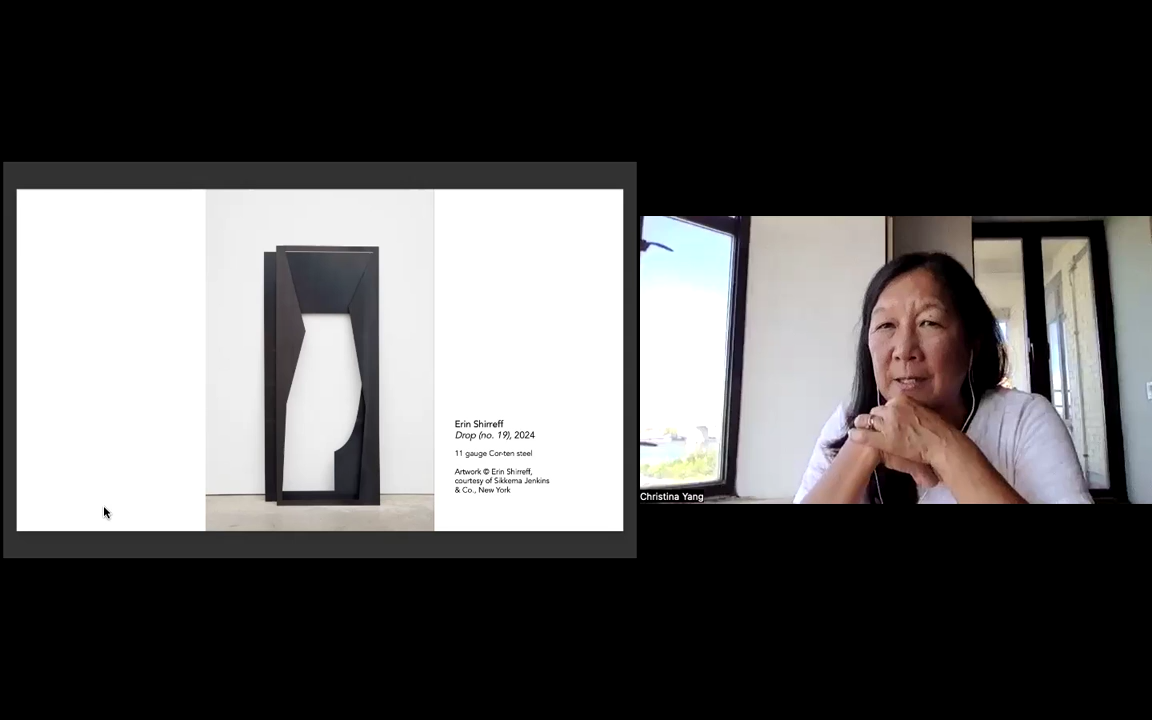 Erin Shirreff
Drop (no. 19), 2024
11 gauge Cor-ten steel
Artwork © Erin Shirreff,
courtesy of Sikkema Jenkins
& Co., New York
Christina Yang